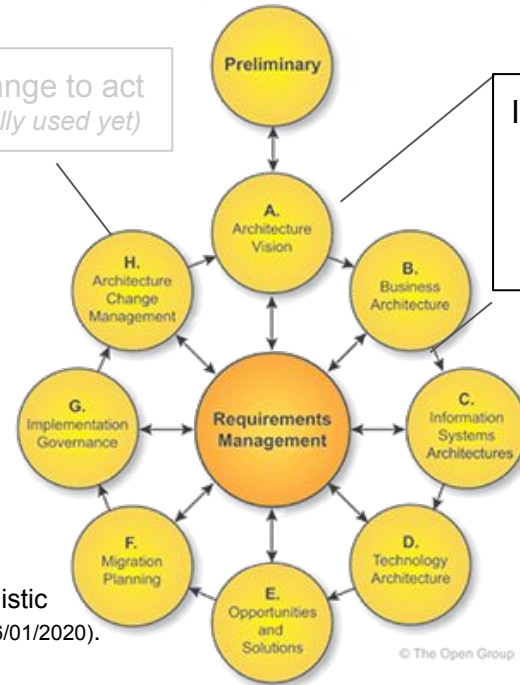 Preliminary
ange to act
lly used yet)
I
A.
Architecture
Vision
H.
Architecture
Change
Management
B.
Business
Architecture
G.
Implementation
Governance
Requirements
Management
C.
Information
Systems
Architectures
F.
Migration
Planning
D.
Technology
Architecture
E.
Opportunities
and
Solutions
istic
6/01/2020).
© The Open Group